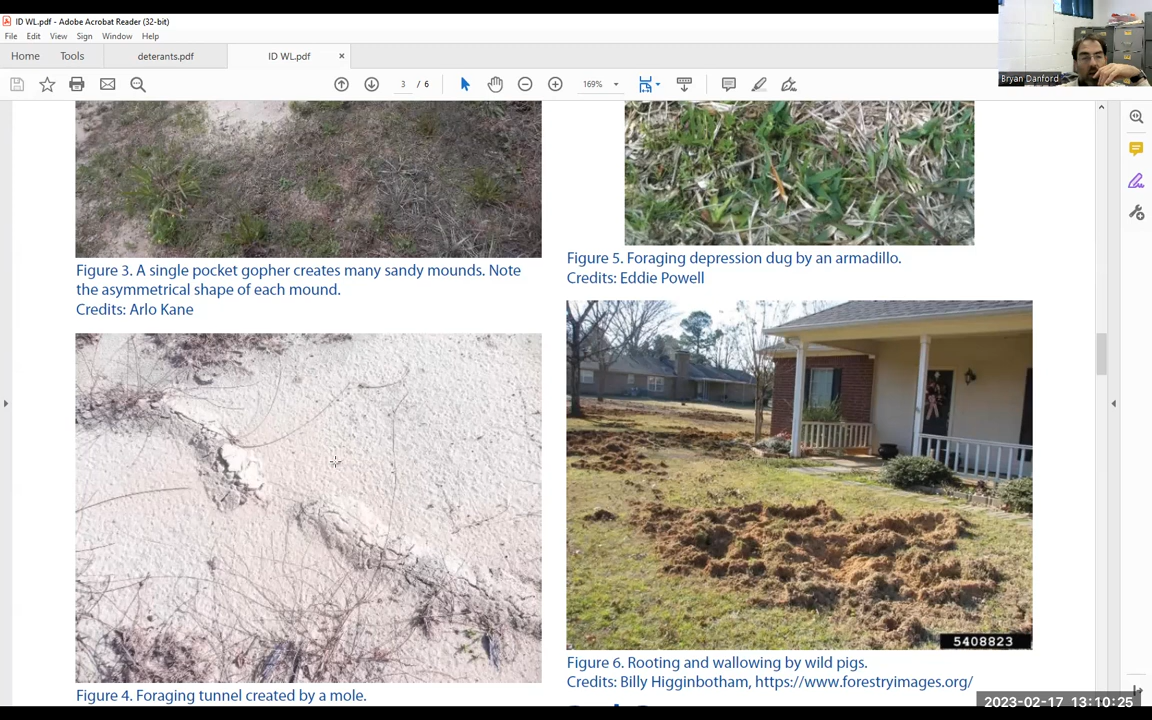 ID WL.pdf - Adobe Acrobat Reader (32-bit)
File Edit View Sign Window Help
Home Tools deterants.pdf ID WL.pdf ×
3 / 6 169%
Bryan Danford
Figure 3. A single pocket gopher creates many sandy mounds. Note
the asymmetrical shape of each mound.
Credits: Arlo Kane
Figure 4. Foraging tunnel created by a mole.
Figure 5. Foraging depression dug by an armadillo.
Credits: Eddie Powell
5408823
Figure 6. Rooting and wallowing by wild pigs.
Credits: Billy Higginbotham, https://www.forestryimages.org/
2023-02-17 13:10:25